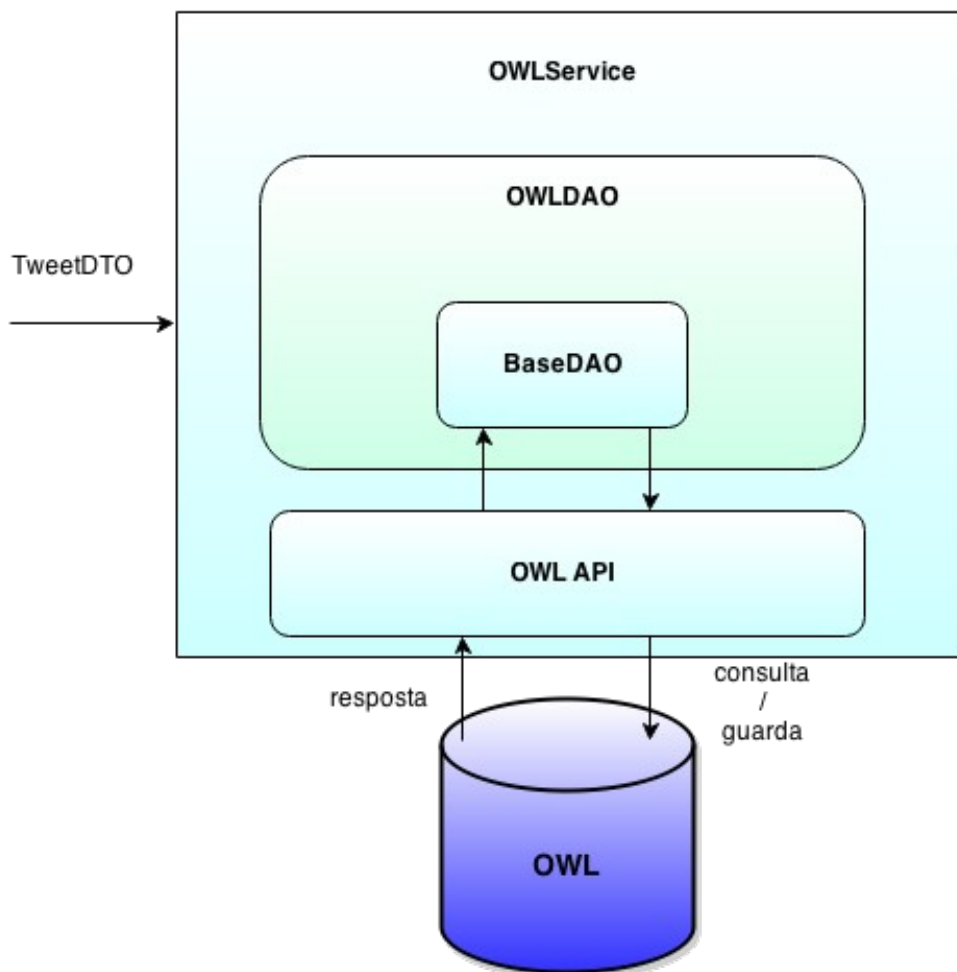 OWLService
OWLDAO
TweetDTO
BaseDAO
OWL API
resposta
consulta
/
guarda
OWL